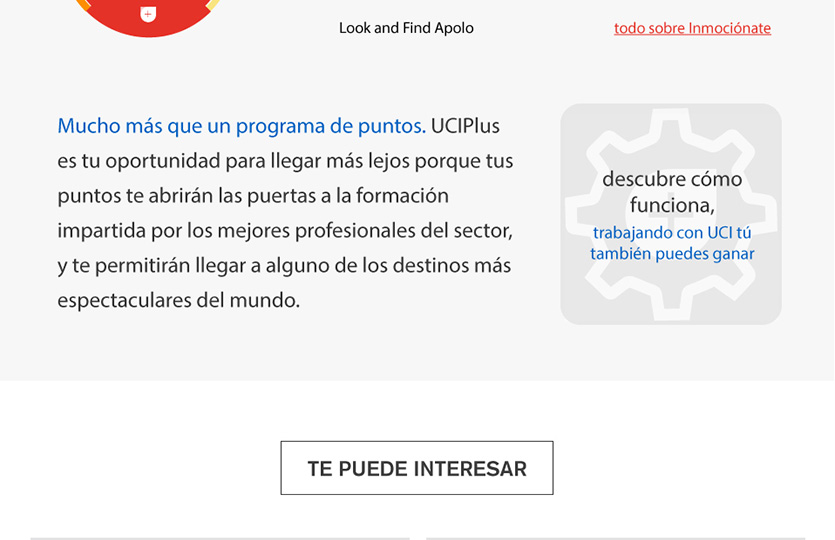 Look and Find Apolo
todo sobre Inmociónate
Mucho más que un programa de puntos. UCIPlus
es tu oportunidad para llegar más lejos porque tus
puntos te abrirán las puertas a la formación
impartida por los mejores profesionales del sector,
y te permitirán llegar a alguno de los destinos más
espectaculares del mundo.
descubre cómo
funciona,
trabajando con UCI tú
también puedes ganar
TE PUEDE INTERESAR